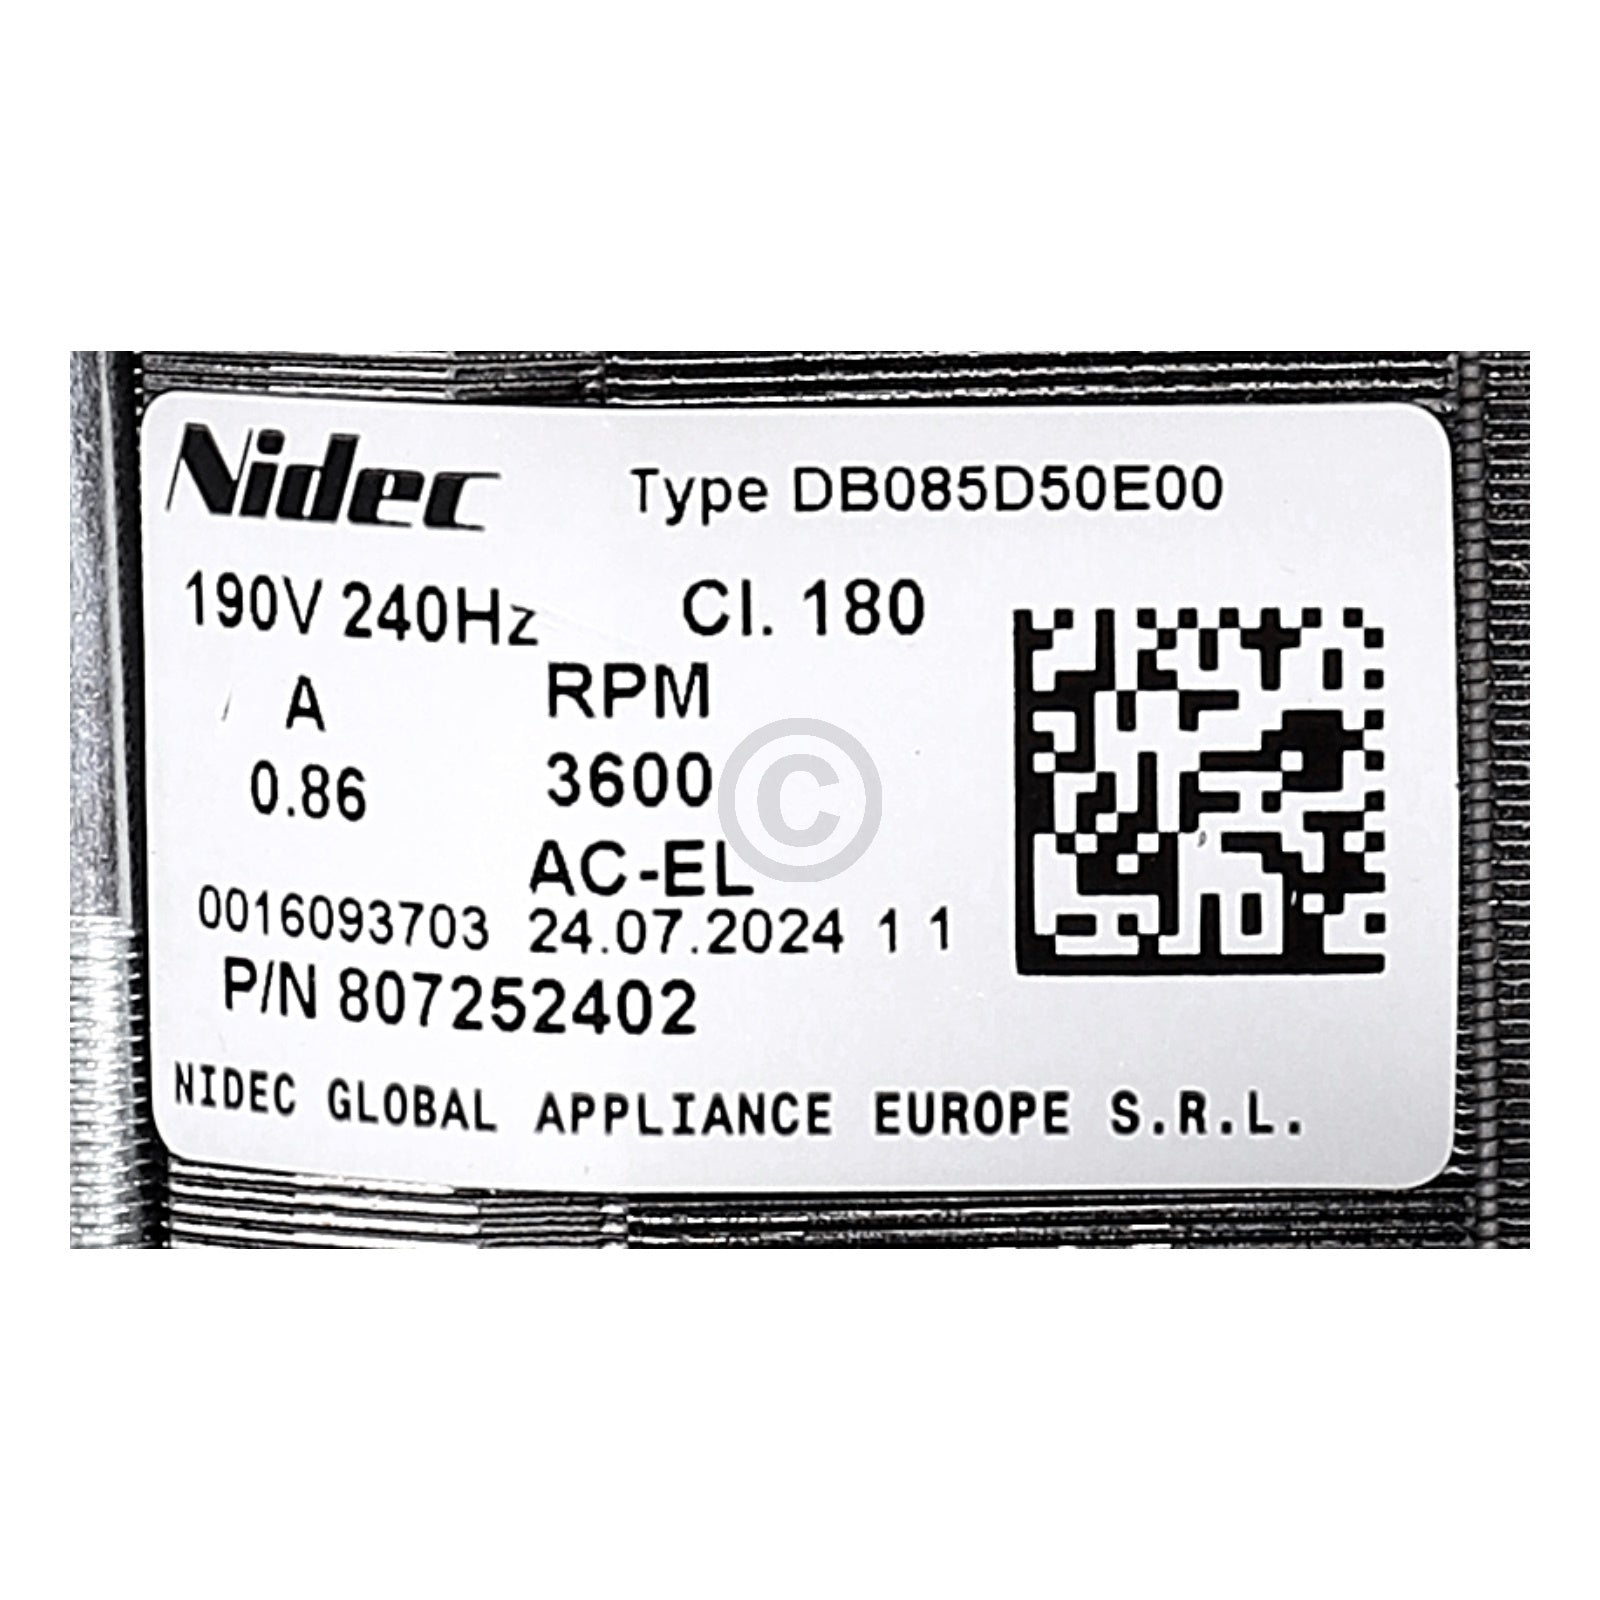 Nidec Type DB085D50E00
190V 240Hz Cl. 180
A RPM
0.86 3600
AC-EL
0016093703 24.07.2024 1 1
P/N 807252402
NIDEC GLOBAL APPLIANCE EUROPE S.R.L.
©